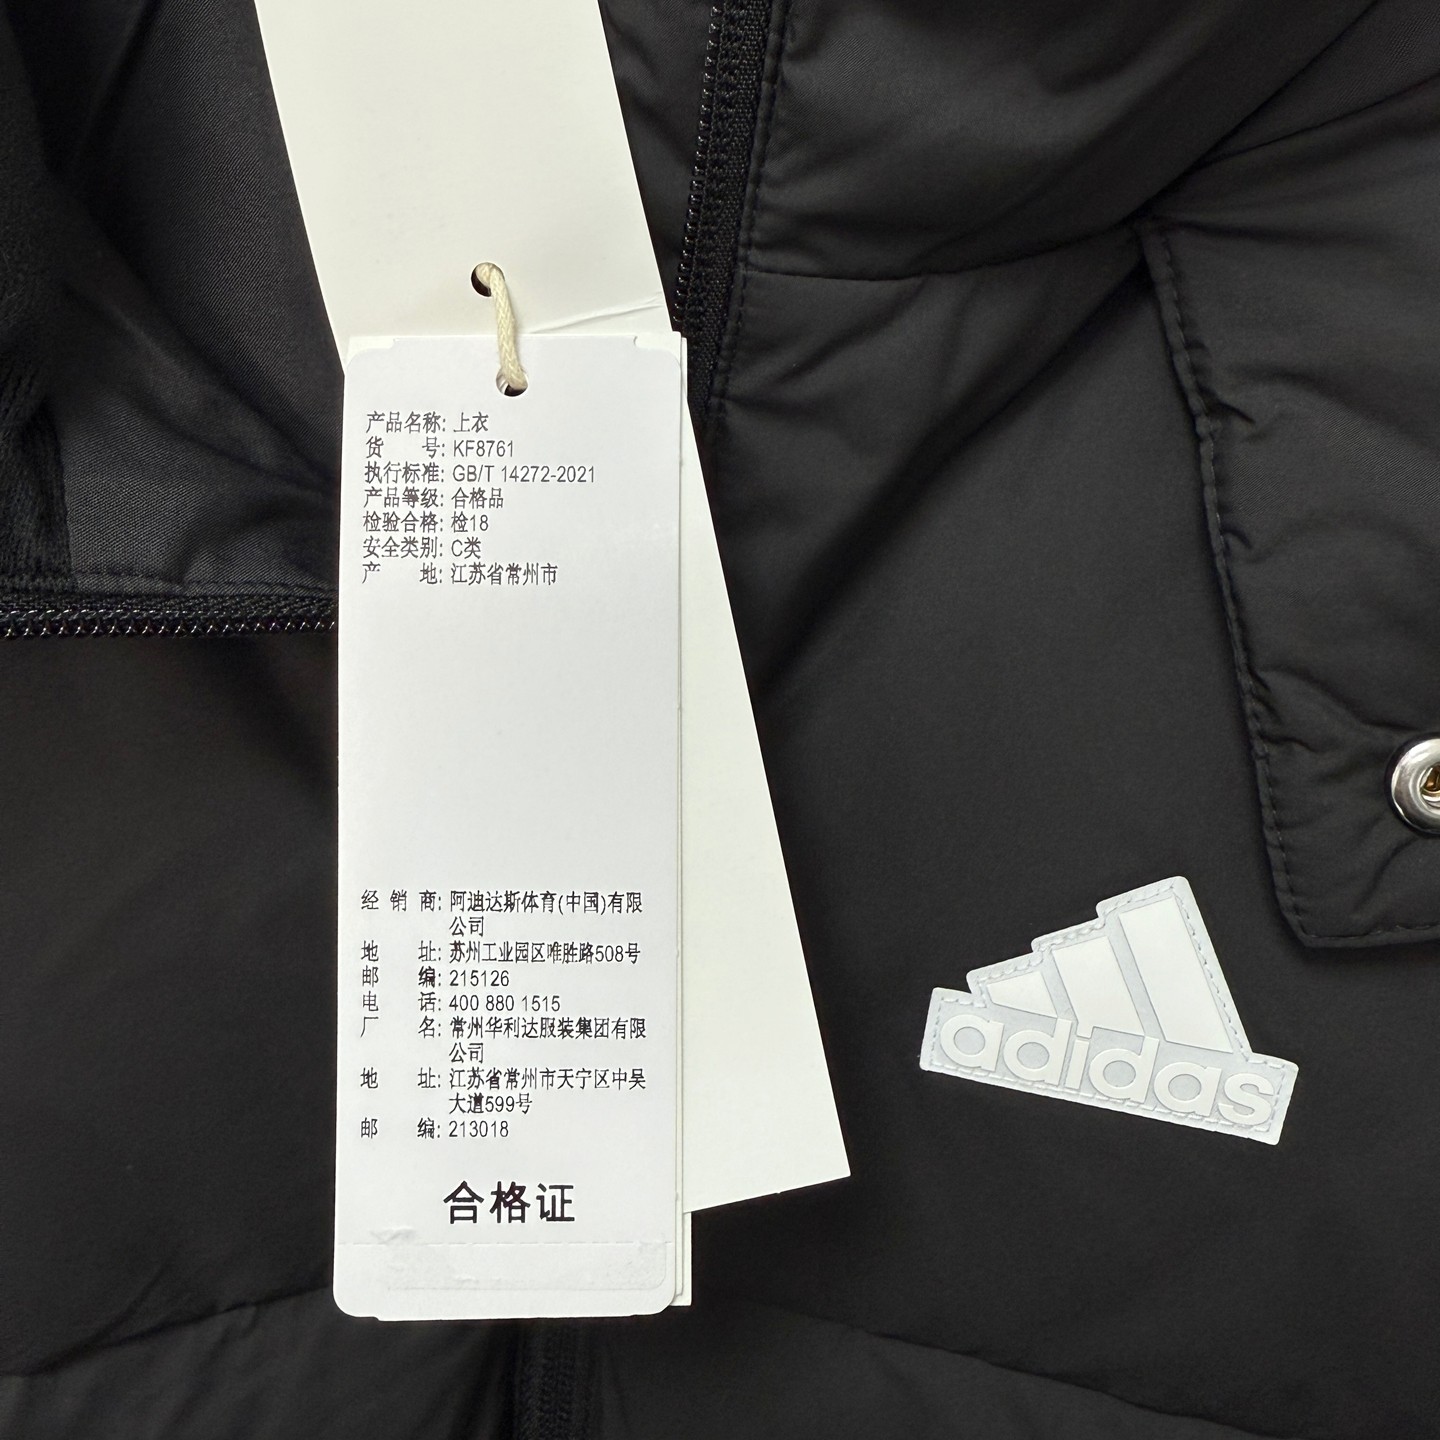 产品名称: 上衣
货 号: KF8761
执行标准: GB/T 14272-2021
产品等级: 合格品
检验合格: 检18
安全类别: C类
产 地: 江苏省常州市
经 销 商: 阿迪达斯体育(中国)有限
公司
地 址: 苏州工业园区唯胜路508号
邮 编: 215126
电 话: 400 880 1515
厂 名: 常州华利达服装集团有限
公司
地 址: 江苏省常州市天宁区中吴
大道599号
邮 编: 213018
合格证
adidas